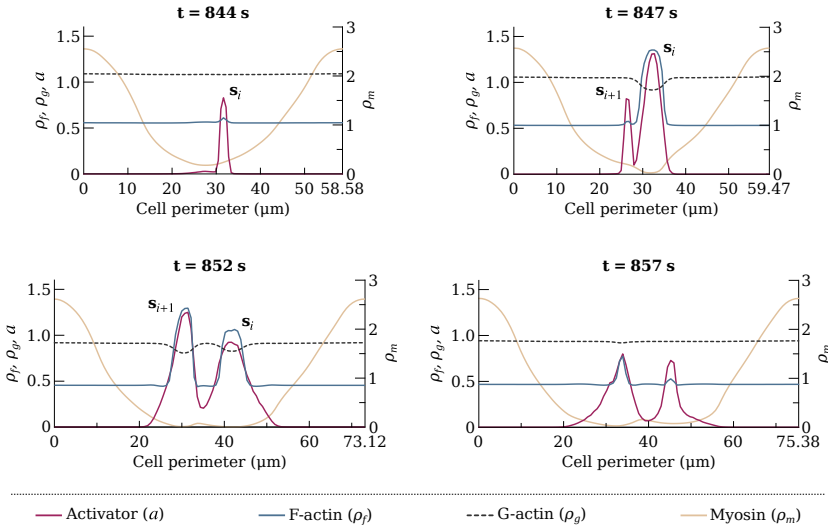 t = 844 s
t = 847 s
1.5
1.0
0.5
0
3
2
1
0
ρf, ρg, a
ρm
si
0 10 20 30 40 50 58.58
Cell perimeter (μm)
1.5
1.0
0.5
0
3
2
1
0
ρf, ρg, a
ρm
si+1
si
0 10 20 30 40 50 59.47
Cell perimeter (μm)
t = 852 s
t = 857 s
1.5
1.0
0.5
0
3
2
1
0
ρf, ρg, a
ρm
si+1
si
0 20 40 60 73.12
Cell perimeter (μm)
1.5
1.0
0.5
0
3
2
1
0
ρf, ρg, a
ρm
0 20 40 60 75.38
Cell perimeter (μm)
Activator (a) F-actin (ρf) G-actin (ρg) Myosin (ρm)